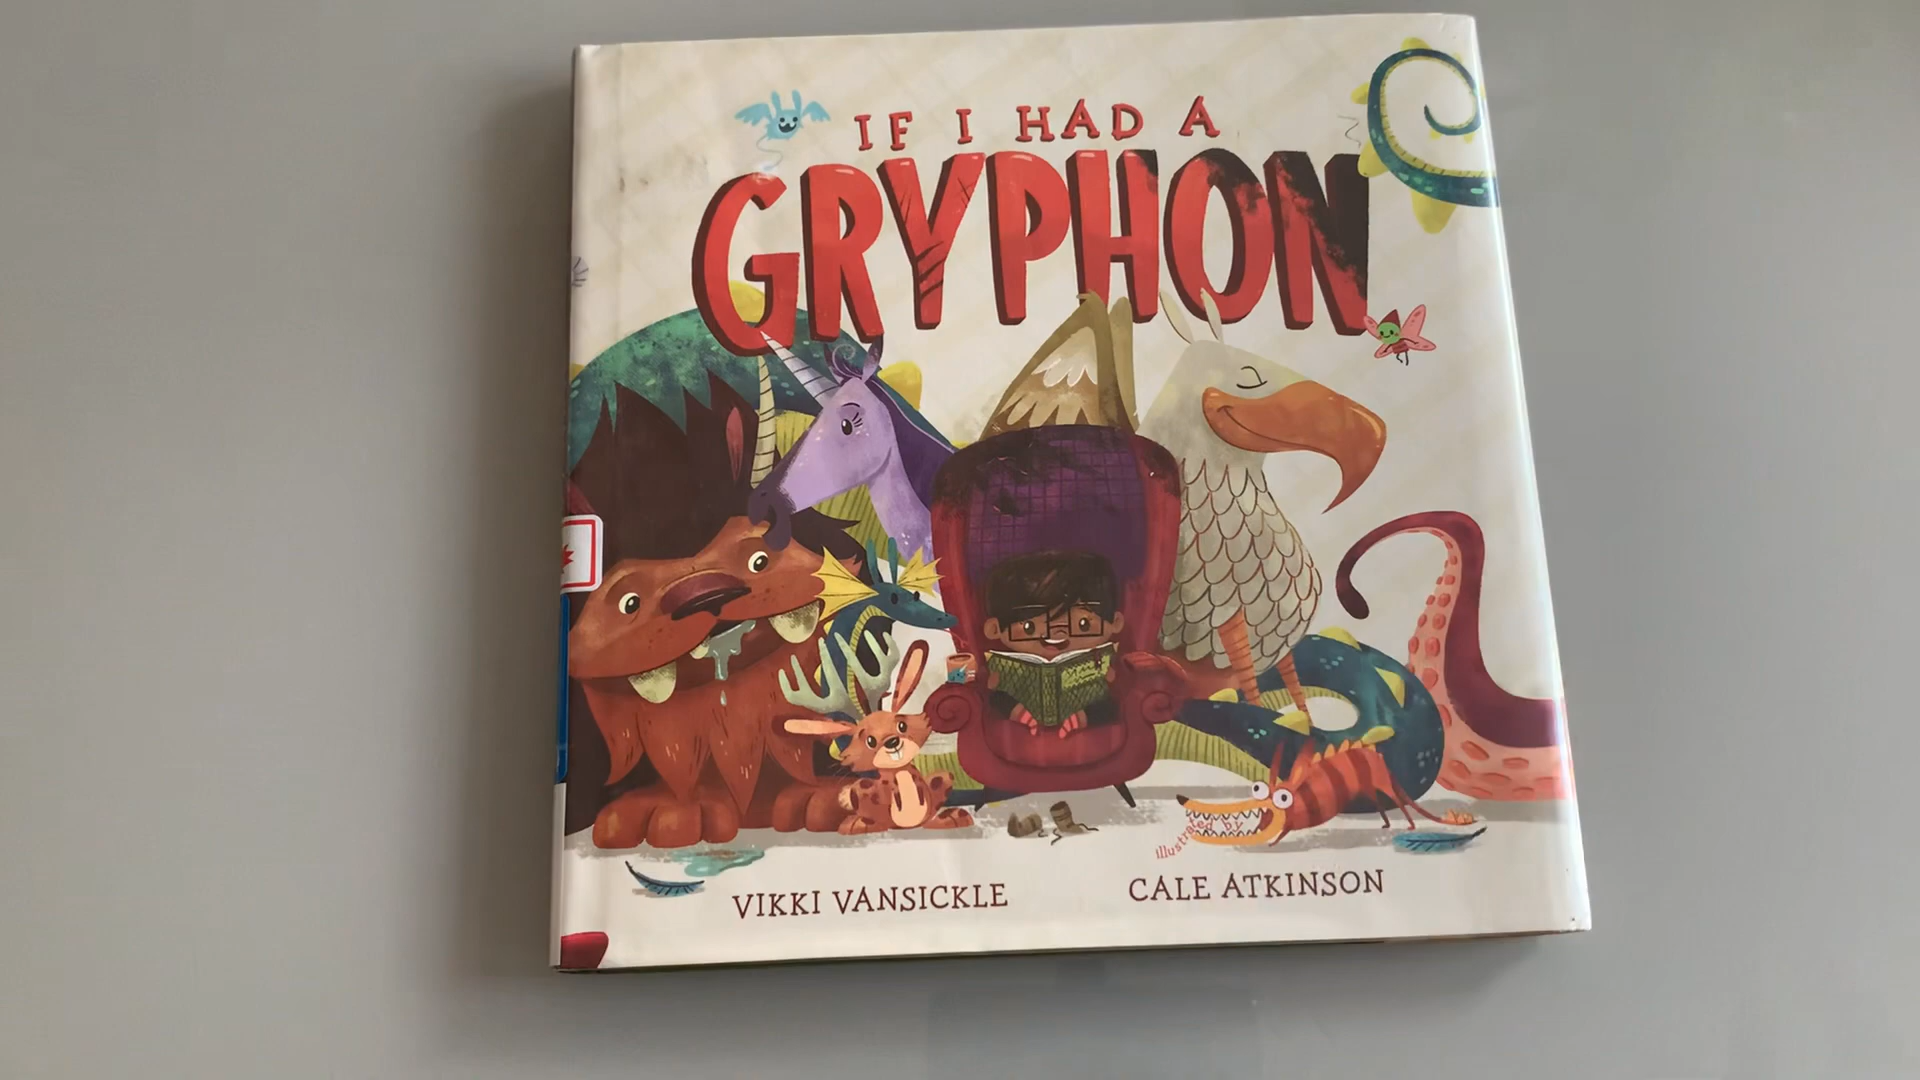 IF I HAD A
GRYPHON
illustrated by
VIKKI VANSICKLE
CALE ATKINSON